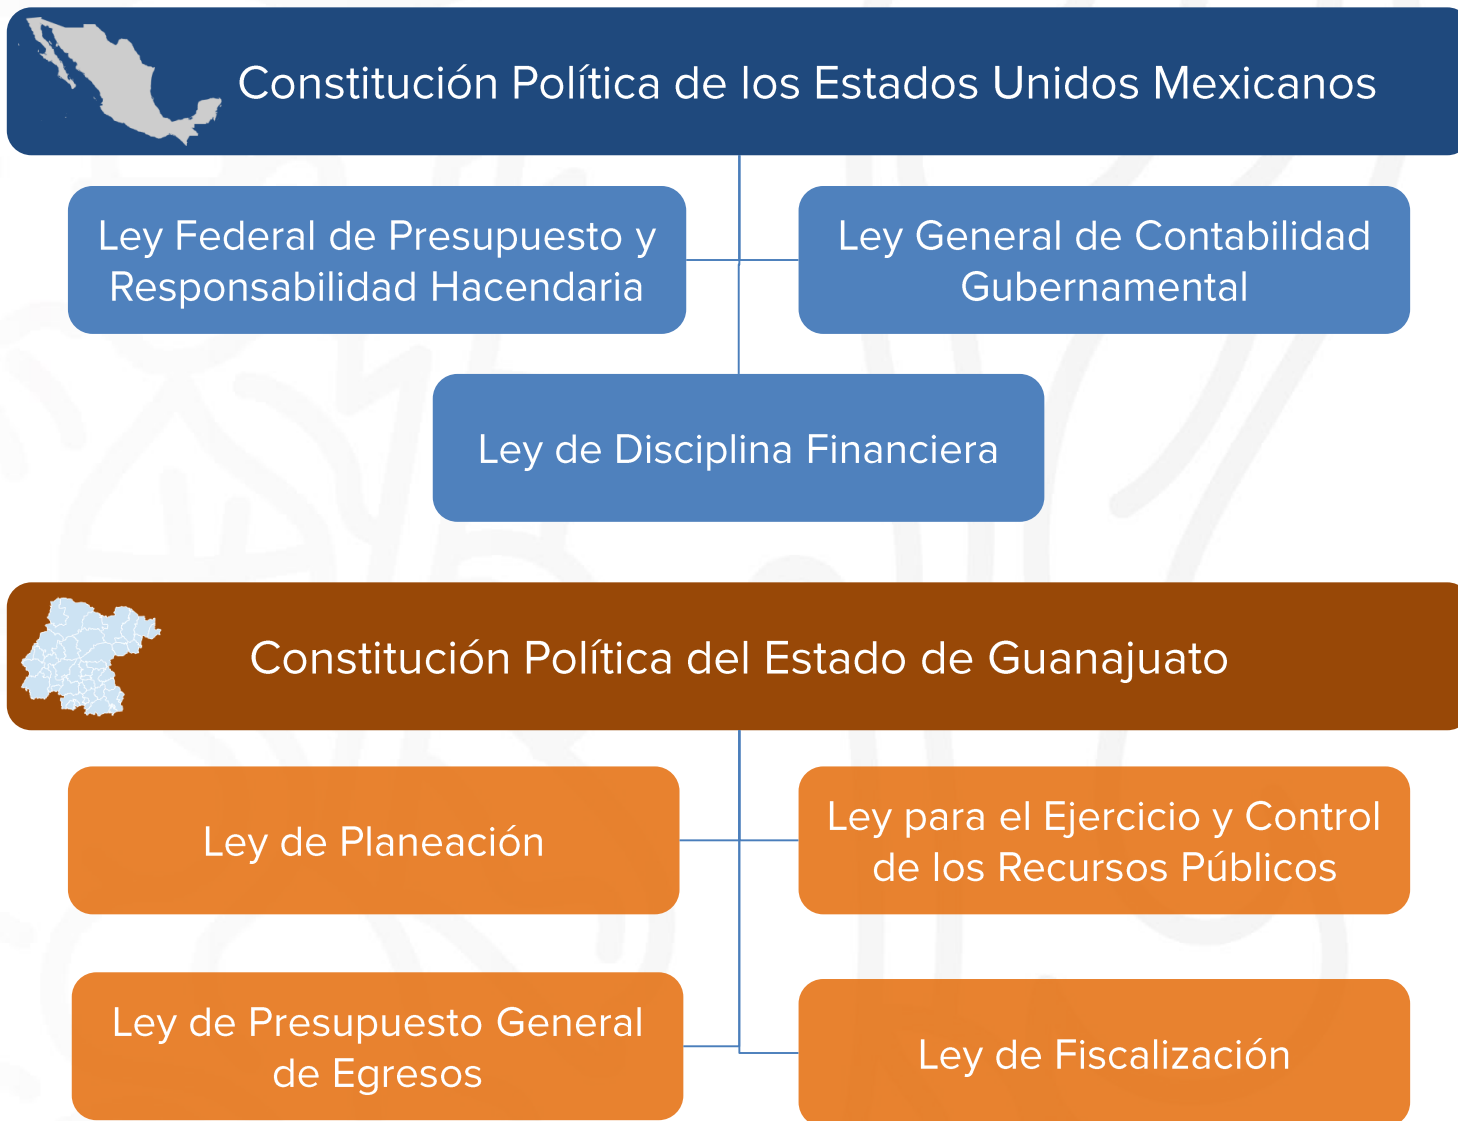 Constitución Política de los Estados Unidos Mexicanos
Ley Federal de Presupuesto y
Responsabilidad Hacendaria
Ley General de Contabilidad
Gubernamental
Ley de Disciplina Financiera
Constitución Política del Estado de Guanajuato
Ley de Planeación
Ley para el Ejercicio y Control
de los Recursos Públicos
Ley de Presupuesto General
de Egresos
Ley de Fiscalización